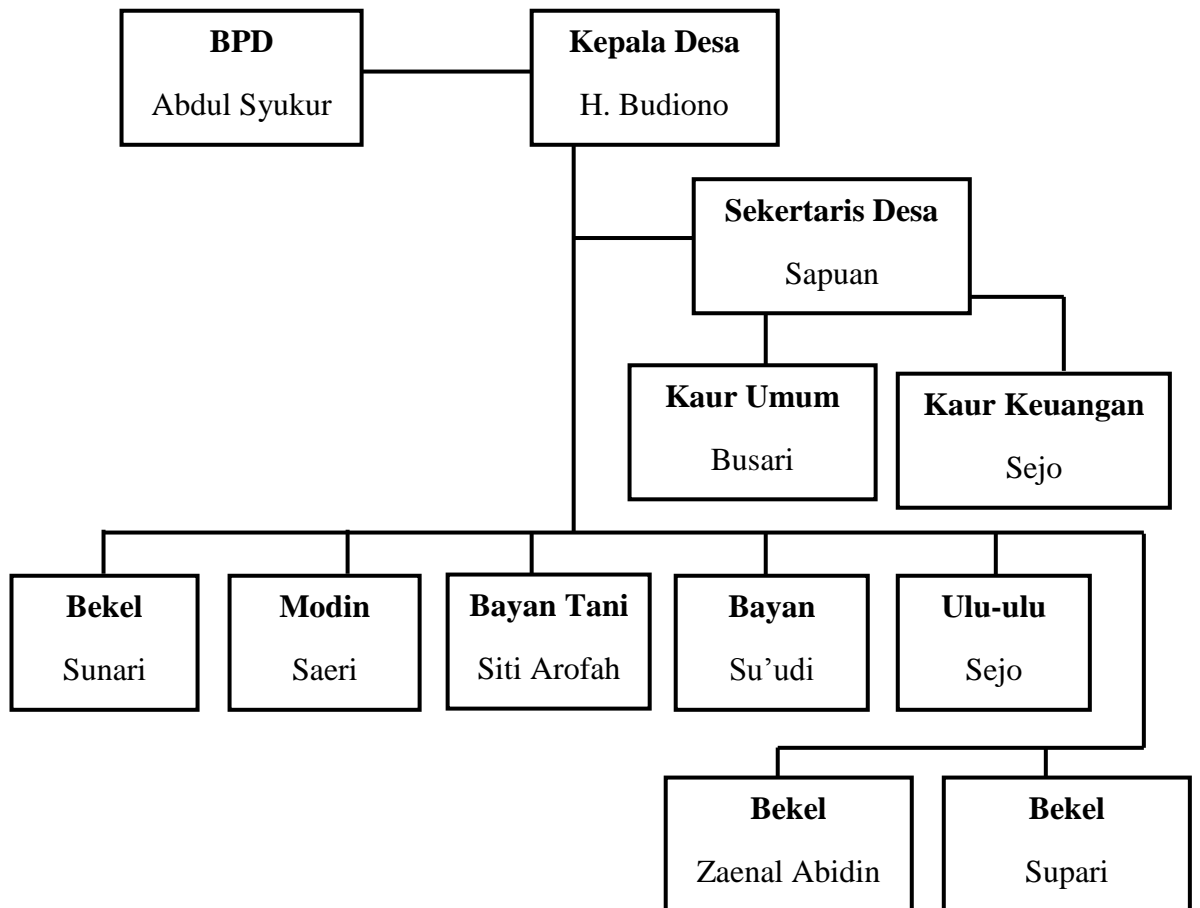 BPD
Abdul Syukur
Kepala Desa
H. Budiono
Sekertaris Desa
Sapuan
Kaur Umum
Busari
Kaur Keuangan
Sejo
Bekel
Sunari
Modin
Saeri
Bayan Tani
Siti Arofah
Bayan
Su’udi
Ulu-ulu
Sejo
Bekel
Zaenal Abidin
Bekel
Supari